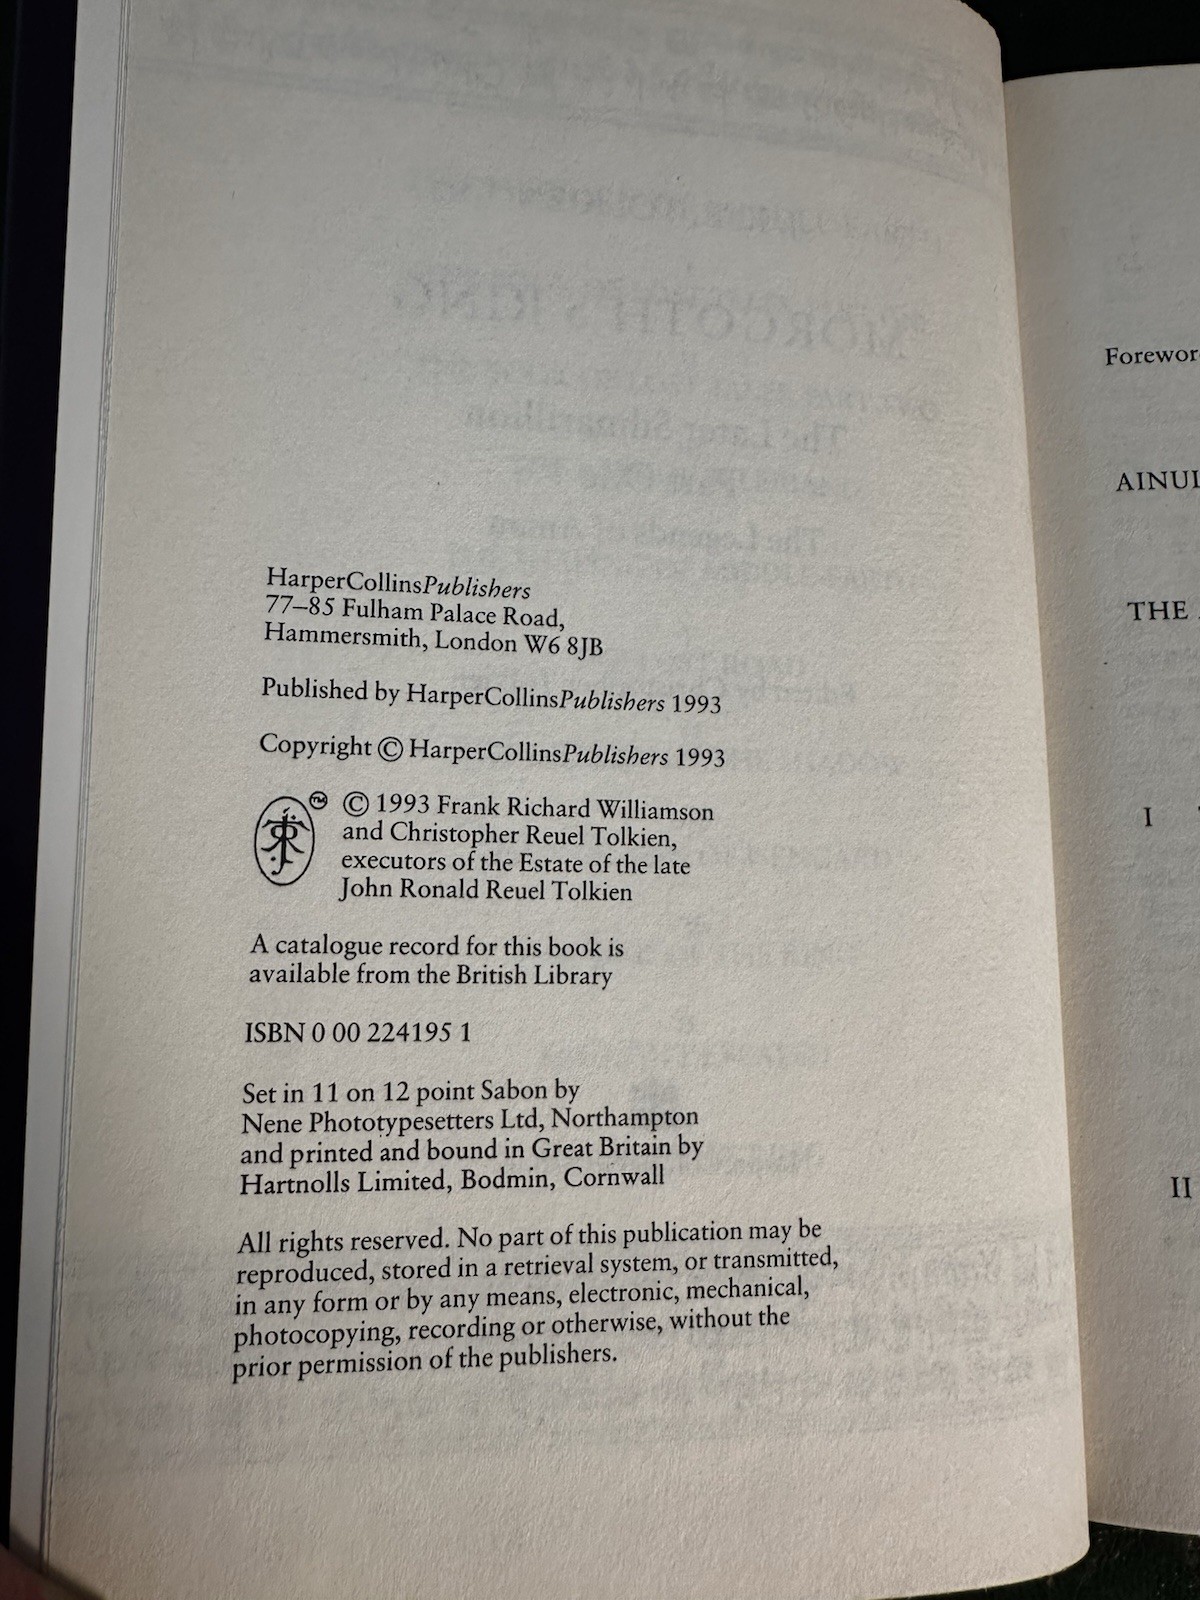 HarperCollinsPublishers
77–85 Fulham Palace Road,
Hammersmith, London W6 8JB
Published by HarperCollinsPublishers 1993
Copyright © HarperCollinsPublishers 1993
™ © 1993 Frank Richard Williamson
and Christopher Reuel Tolkien,
executors of the Estate of the late
John Ronald Reuel Tolkien
A catalogue record for this book is
available from the British Library
ISBN 0 00 224195 1
Set in 11 on 12 point Sabon by
Nene Phototypesetters Ltd, Northampton
and printed and bound in Great Britain by
Hartnolls Limited, Bodmin, Cornwall
All rights reserved. No part of this publication may be
reproduced, stored in a retrieval system, or transmitted,
in any form or by any means, electronic, mechanical,
photocopying, recording or otherwise, without the
prior permission of the publishers.
Forewor
AINUL
THE
I
II